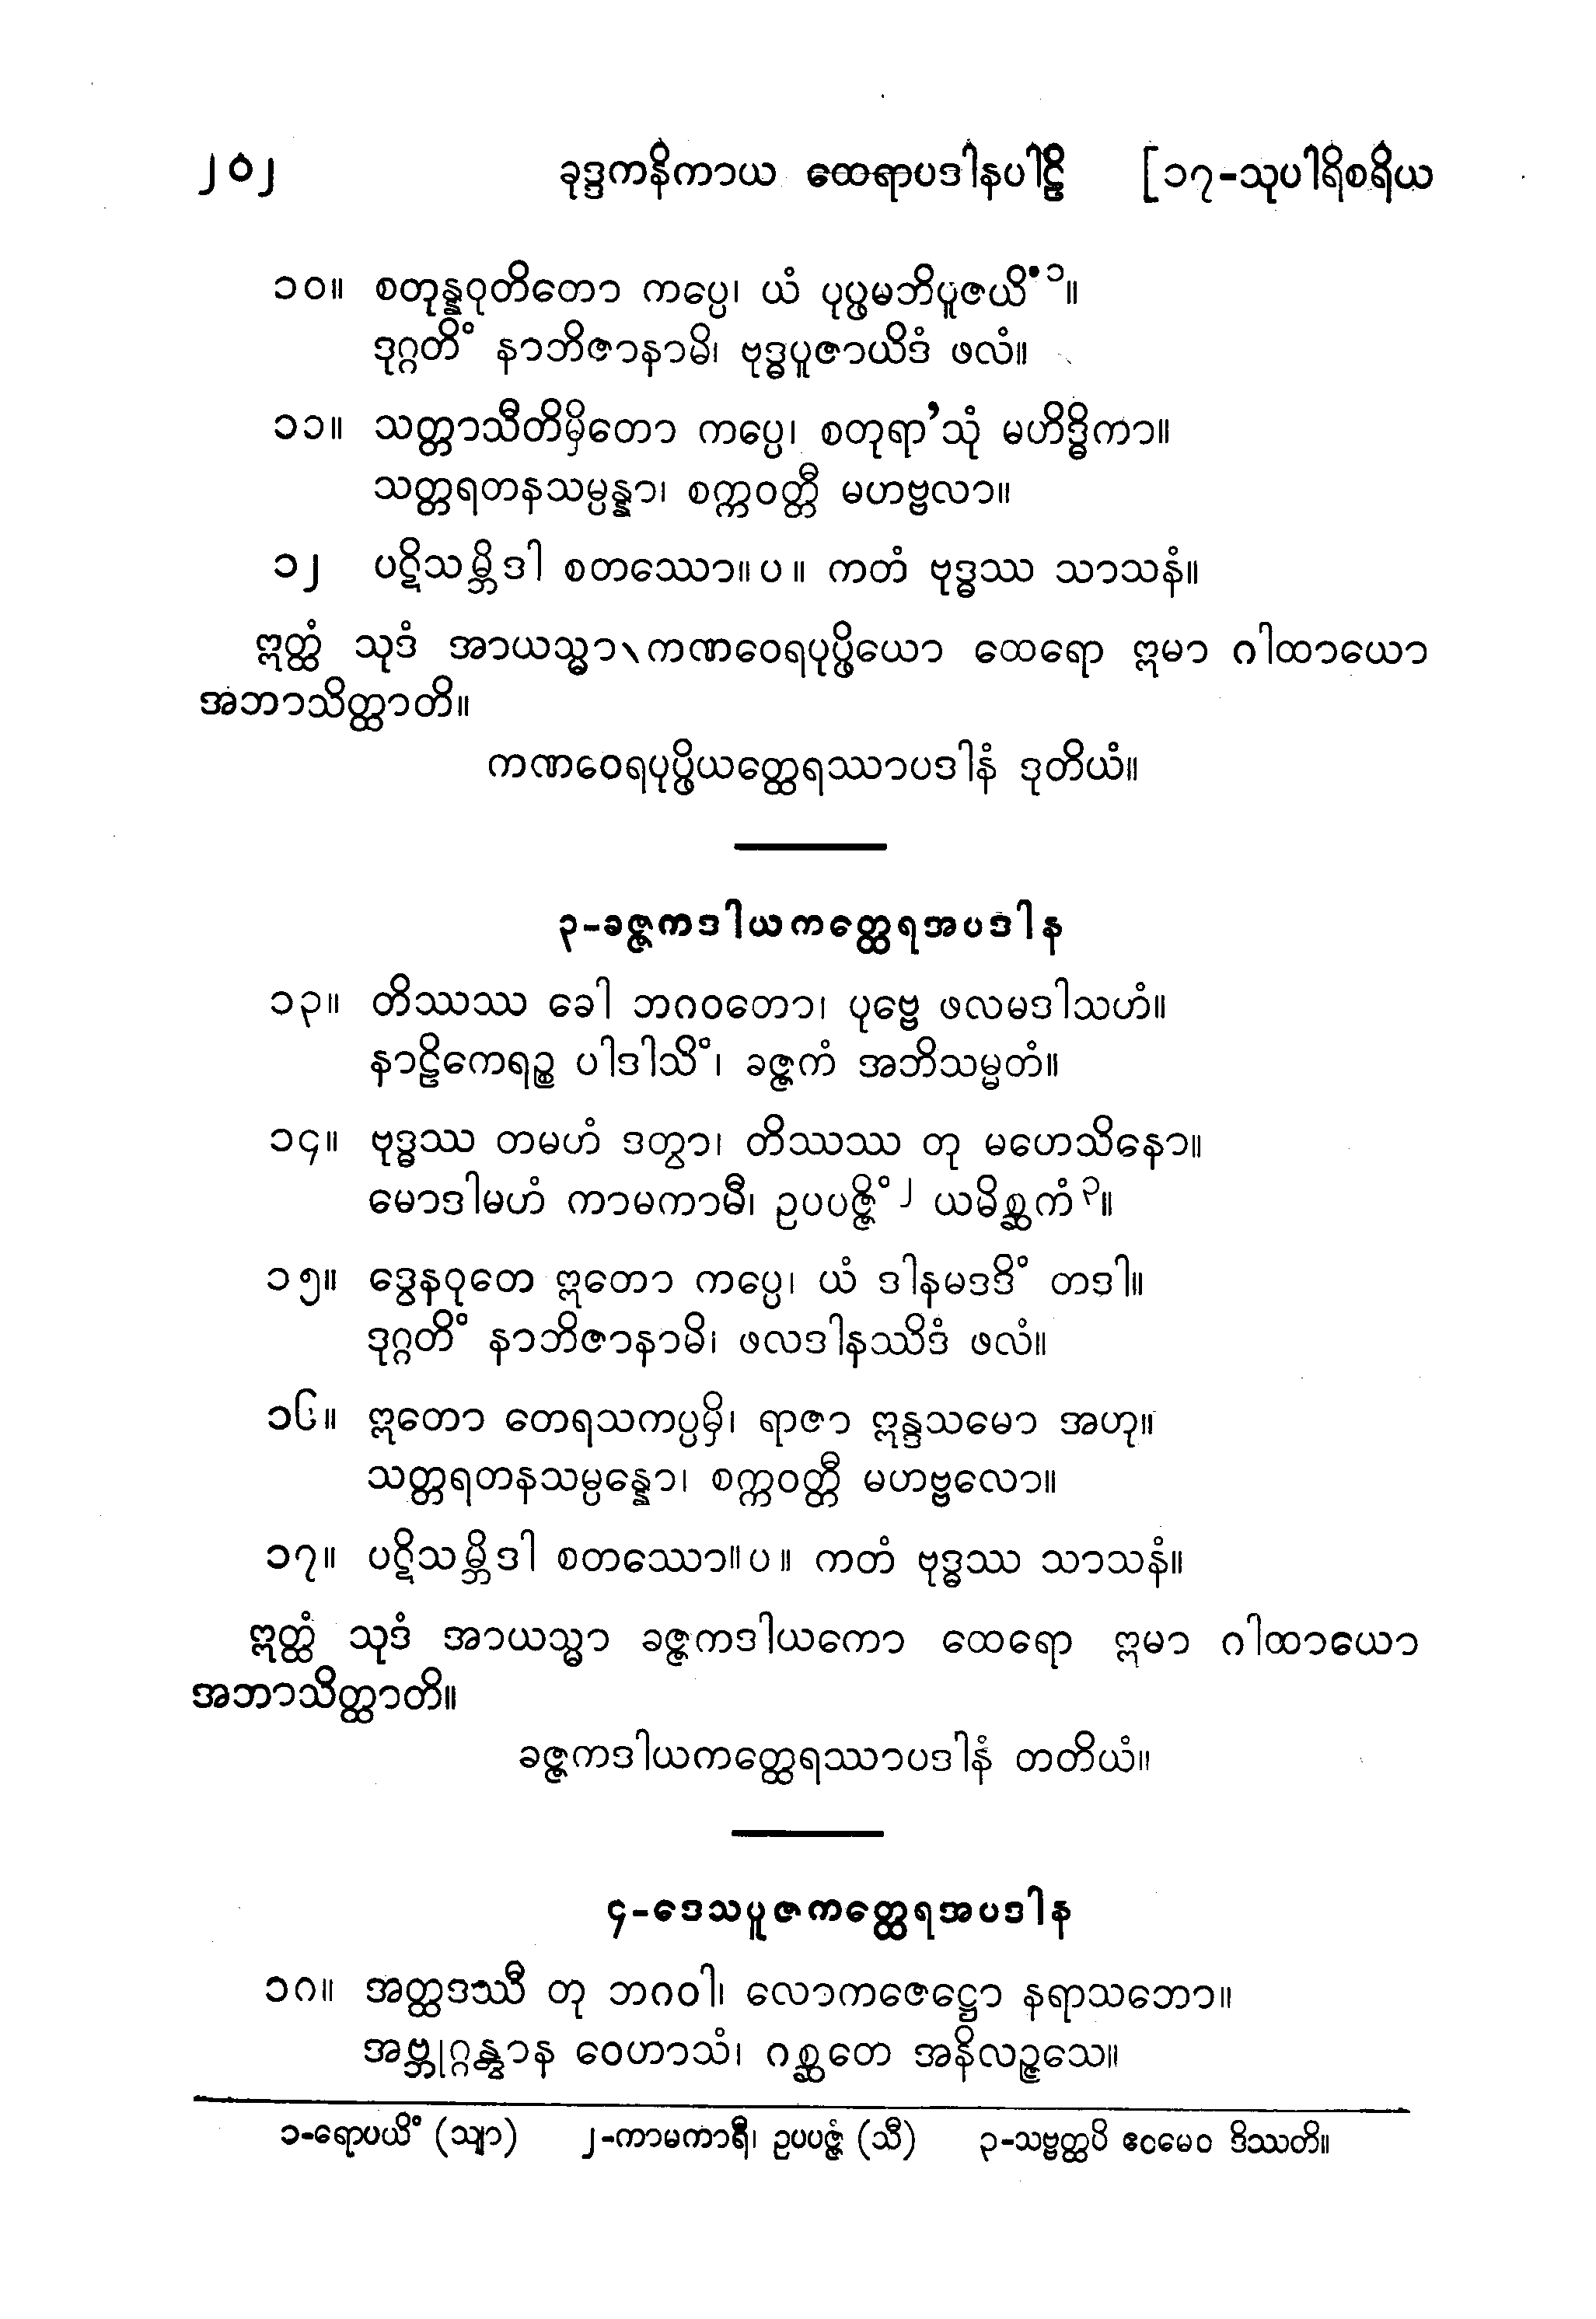 ၂၀၂ ခုဒ္ဒကနိကာယ ထေရာပဒါနပါဠိ [၁၇-သုပါရိစရိယ
၁၀။ စတုန္နဝုတိတော ကပ္ပေ၊ ယံ ပုပ္ဖမဘိပူဇယိံ ၁။
ဒုဂ္ဂတိံ နာဘိဇာနာမိ၊ ဗုဒ္ဓပူဇာယိဒံ ဖလံ။
၁၁။ သတ္တာသီတိမှိတော ကပ္ပေ၊ စတုရာ’သုံ မဟိဒ္ဓိကာ။
သတ္တရတနသမ္ပန္နာ၊ စက္ကဝတ္တီ မဟဗ္ဗလာ။
၁၂ ပဋိသမ္ဘိဒါ စတဿော။ပ။ ကတံ ဗုဒ္ဓဿ သာသနံ။
ဣတ္ထံ သုဒံ အာယသ္မာ ကဏဝေရပုပ္ဖိယော ထေရော ဣမာ ဂါထာယော
အဘာသိတ္ထာတိ။
ကဏဝေရပုပ္ဖိယတ္ထေရဿာပဒါနံ ဒုတိယံ။
၃-ခဇ္ဇကဒါယကတ္ထေရအပဒါန
၁၃။ တိဿဿ ခေါ ဘဂဝတော၊ ပုဗ္ဗေ ဖလမဒါသဟံ။
နာဠိကေရဉ္စ ပါဒါသိံ၊ ခဇ္ဇကံ အဘိသမ္မတံ။
၁၄။ ဗုဒ္ဓဿ တမဟံ ဒတွာ၊ တိဿဿ တု မဟေသိနော။
မောဒါမဟံ ကာမကာမီ၊ ဥပပဇ္ဇိံ ၂ ယမိစ္ဆကံ ၃။
၁၅။ ဒွေနဝုတေ ဣတော ကပ္ပေ၊ ယံ ဒါနမဒဒိံ တဒါ။
ဒုဂ္ဂတိံ နာဘိဇာနာမိ၊ ဖလဒါနဿိဒံ ဖလံ။
၁၆။ ဣတော တေရသကပ္ပမှိ၊ ရာဇာ ဣန္ဒသမော အဟု။
သတ္တရတနသမ္ပန္နော၊ စက္ကဝတ္တီ မဟဗ္ဗလော။
၁၇။ ပဋိသမ္ဘိဒါ စတဿော။ပ။ ကတံ ဗုဒ္ဓဿ သာသနံ။
ဣတ္ထံ သုဒံ အာယသ္မာ ခဇ္ဇကဒါယကော ထေရော ဣမာ ဂါထာယော
အဘာသိတ္ထာတိ။
ခဇ္ဇကဒါယကတ္ထေရဿာပဒါနံ တတိယံ။
၄-ဒေသပူဇကတ္ထေရအပဒါန
၁၈။ အတ္ထဒဿီ တု ဘဂဝါ၊ လောကဇေဋ္ဌော နရာသဘော။
အဗ္ဘုဂ္ဂန္တွာန ဝေဟာသံ၊ ဂစ္ဆတေ အနိလဉ္ဇသေ။
၁-ရောပယိံ (သျာ) ၂-ကာမကာရီ၊ ဥပပဇ္ဇံ (သီ) ၃-သဗ္ဗတ္ထပိ ဧဝမေဝ ဒိဿတိ။